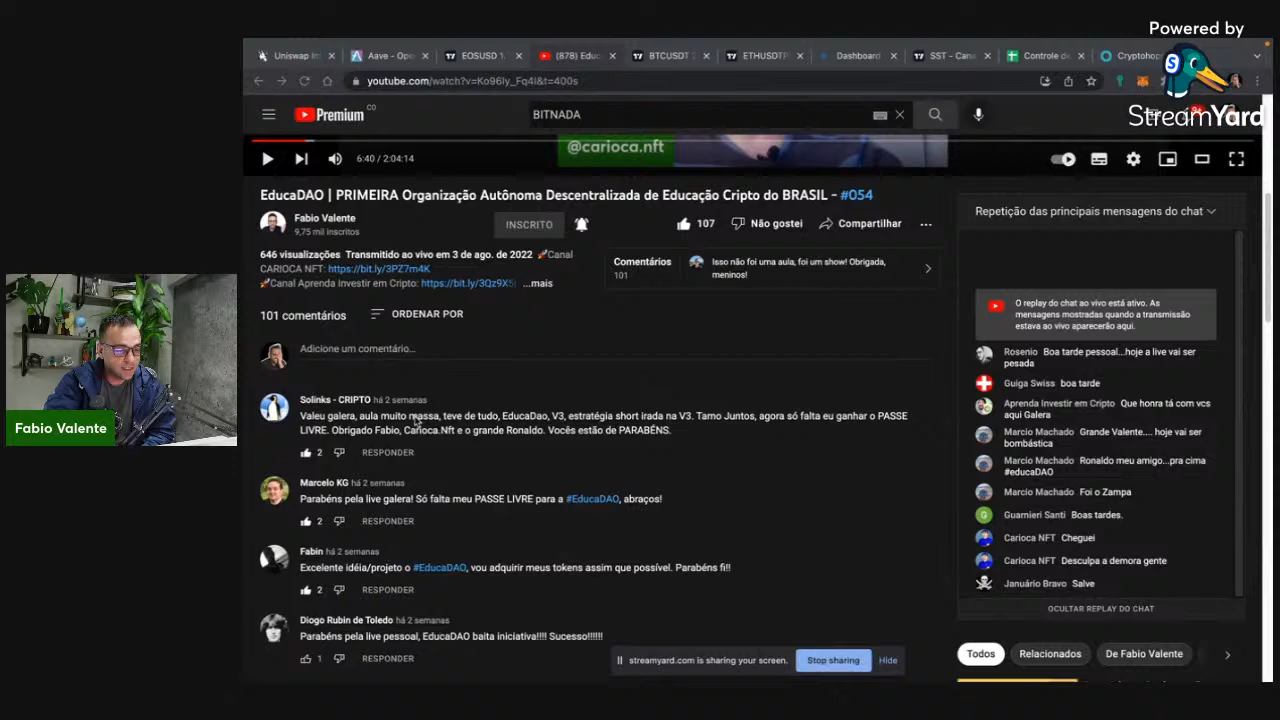 Powered by
StreamYard
Uniswap In
Aave - Ope
EOSUSD 1.
(878) Educ
BTCUSDT 2
ETHUSDTP
Dashboard
SST - Cana
Controle de
Cryptohop
youtube.com/watch?v=Ko96ly_Fq4I&t=400s
Premium CO
BITNADA
@carioca.nft
6:40 / 2:04:14
EducaDAO | PRIMEIRA Organização Autônoma Descentralizada de Educação Cripto do BRASIL - #054
Fabio Valente
9,75 mil inscritos
INSCRITO
107
Não gostei
Compartilhar
646 visualizações Transmitido ao vivo em 3 de ago. de 2022 🚀Canal
CARIOCA NFT: https://bit.ly/3PZ7m4K
🚀Canal Aprenda Investir em Cripto: https://bit.ly/3Qz9X5 ...mais
Comentários
101
Isso não foi uma aula, foi um show! Obrigada,
meninos!
101 comentários
ORDENAR POR
Adicione um comentário...
Solinks - CRIPTO há 2 semanas
Valeu galera, aula muito massa, teve de tudo, EducaDao, V3, estratégia short irada na V3. Tamo Juntos, agora só falta eu ganhar o PASSE
LIVRE. Obrigado Fabio, Carioca.Nft e o grande Ronaldo. Vocês estão de PARABÉNS.
2
RESPONDER
Marcelo KG há 2 semanas
Parabéns pela live galera! Só falta meu PASSE LIVRE para a #EducaDAO, abraços!
2
RESPONDER
Fabin há 2 semanas
Excelente idéia/projeto o #EducaDAO, vou adquirir meus tokens assim que possível. Parabéns fi!!
2
RESPONDER
Diogo Rubin de Toledo há 2 semanas
Parabéns pela live pessoal, EducaDAO baita iniciativa!!!! Sucesso!!!!!!
1
RESPONDER
Repetição das principais mensagens do chat
O replay do chat ao vivo está ativo. As
mensagens mostradas quando a transmissão
estava ao vivo aparecerão aqui.
Rosenio Boa tarde pessoal...hoje a live vai ser
pesada
Guiga Swiss boa tarde
Aprenda Investir em Cripto Que honra tá com vcs
aqui Galera
Marcio Machado Grande Valente.... hoje vai ser
bombástica
Marcio Machado Ronaldo meu amigo...pra cima
#educaDAO
Marcio Machado Foi o Zampa
Guarnieri Santi Boas tardes.
Carioca NFT Cheguei
Carioca NFT Desculpa a demora gente
Januário Bravo Salve
OCULTAR REPLAY DO CHAT
Todos
Relacionados
De Fabio Valente
streamyard.com is sharing your screen.
Stop sharing
Hide
Fabio Valente